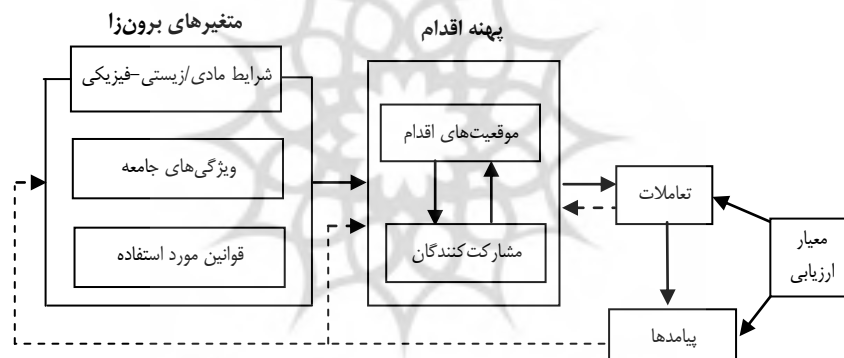 متغیرهای برون‌زا
شرایط مادی/زیستی-فیزیکی
ویژگی‌های جامعه
قوانین مورد استفاده
پهنه اقدام
موقعیت‌های اقدام
مشارکت‌کنندگان
تعاملات
پیامدها
معیار
ارزیابی